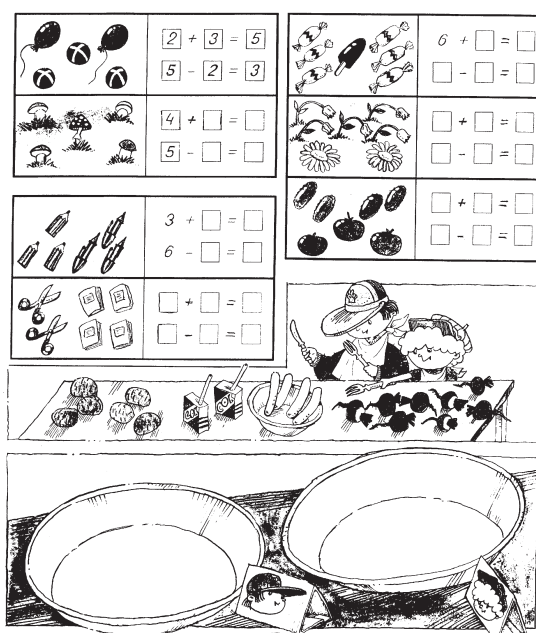 2 + 3 = 5
5 - 2 = 3
4 + □ = □
5 - □ = □
3 + □ = □
6 - □ = □
□ + □ = □
□ - □ = □
6 + □ = □
□ - □ = □
□ + □ = □
□ - □ = □
□ + □ = □
□ - □ = □